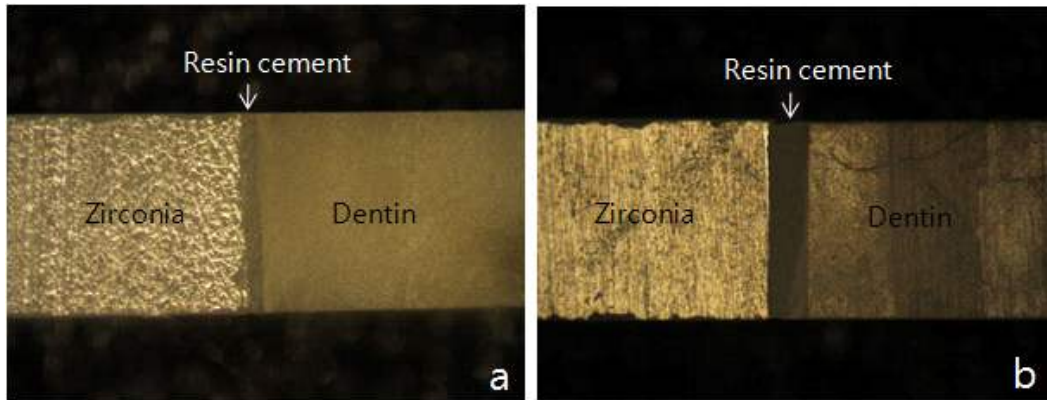 Resin cement
Zirconia
Dentin
a
Resin cement
Zirconia
Dentin
b